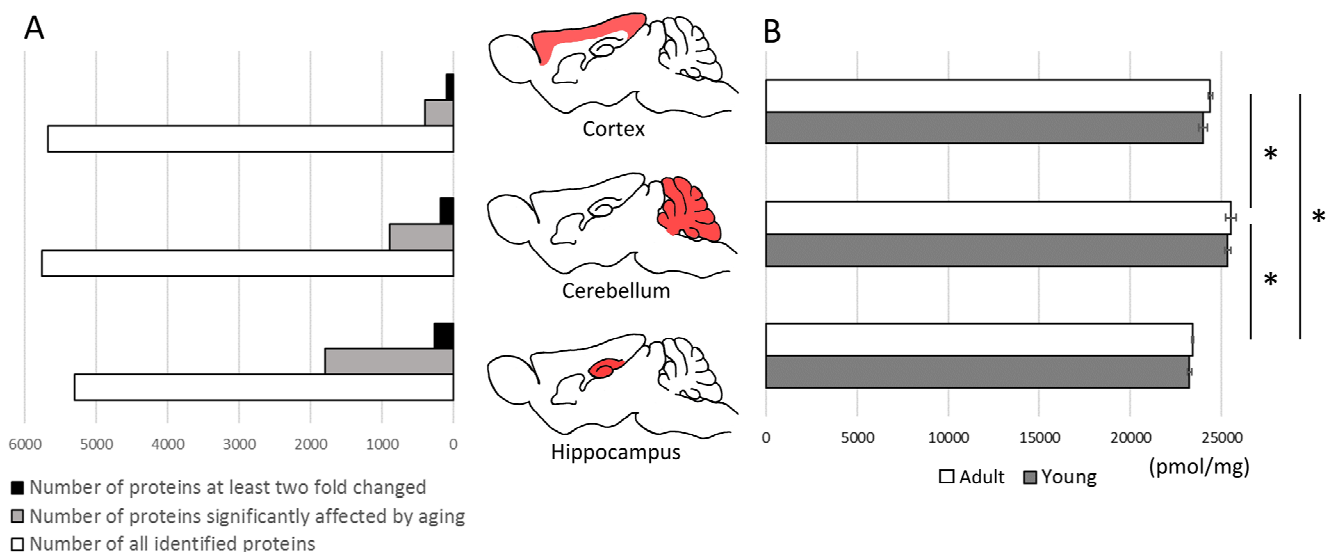 A
B
Cortex
*
Cerebellum
*
*
Hippocampus
6000 5000 4000 3000 2000 1000 0
0 5000 10000 15000 20000 25000
(pmol/mg)
Adult Young
Number of proteins at least two fold changed
Number of proteins significantly affected by aging
Number of all identified proteins